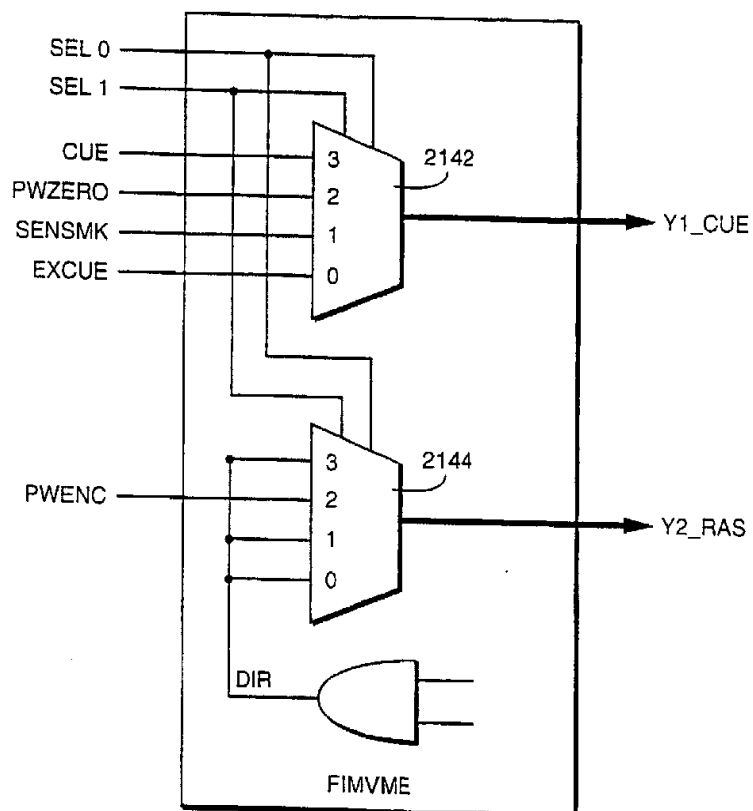 SEL 0
SEL 1
CUE
PWZERO
SENSMK
EXCUE
3
2
1
0
2142
Y1_CUE
PWENC
3
2
1
0
2144
Y2_RAS
DIR
FIMVME